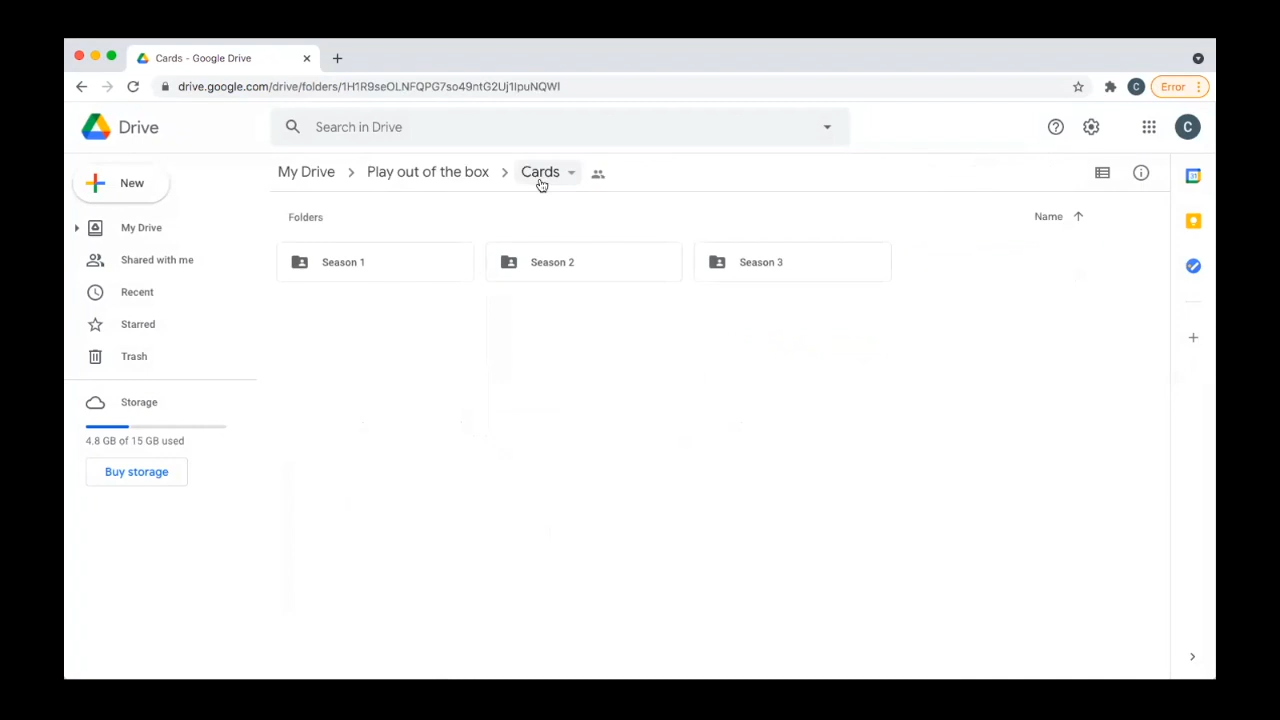 Cards - Google Drive
drive.google.com/drive/folders/1H1R9seOLNFQPG7so49ntG2Uj1IpuNQWI
C
Error
Drive
Search in Drive
C
New
My Drive > Play out of the box > Cards
My Drive
Shared with me
Recent
Starred
Trash
Storage
4.8 GB of 15 GB used
Buy storage
Folders
Name
Season 1
Season 2
Season 3
31